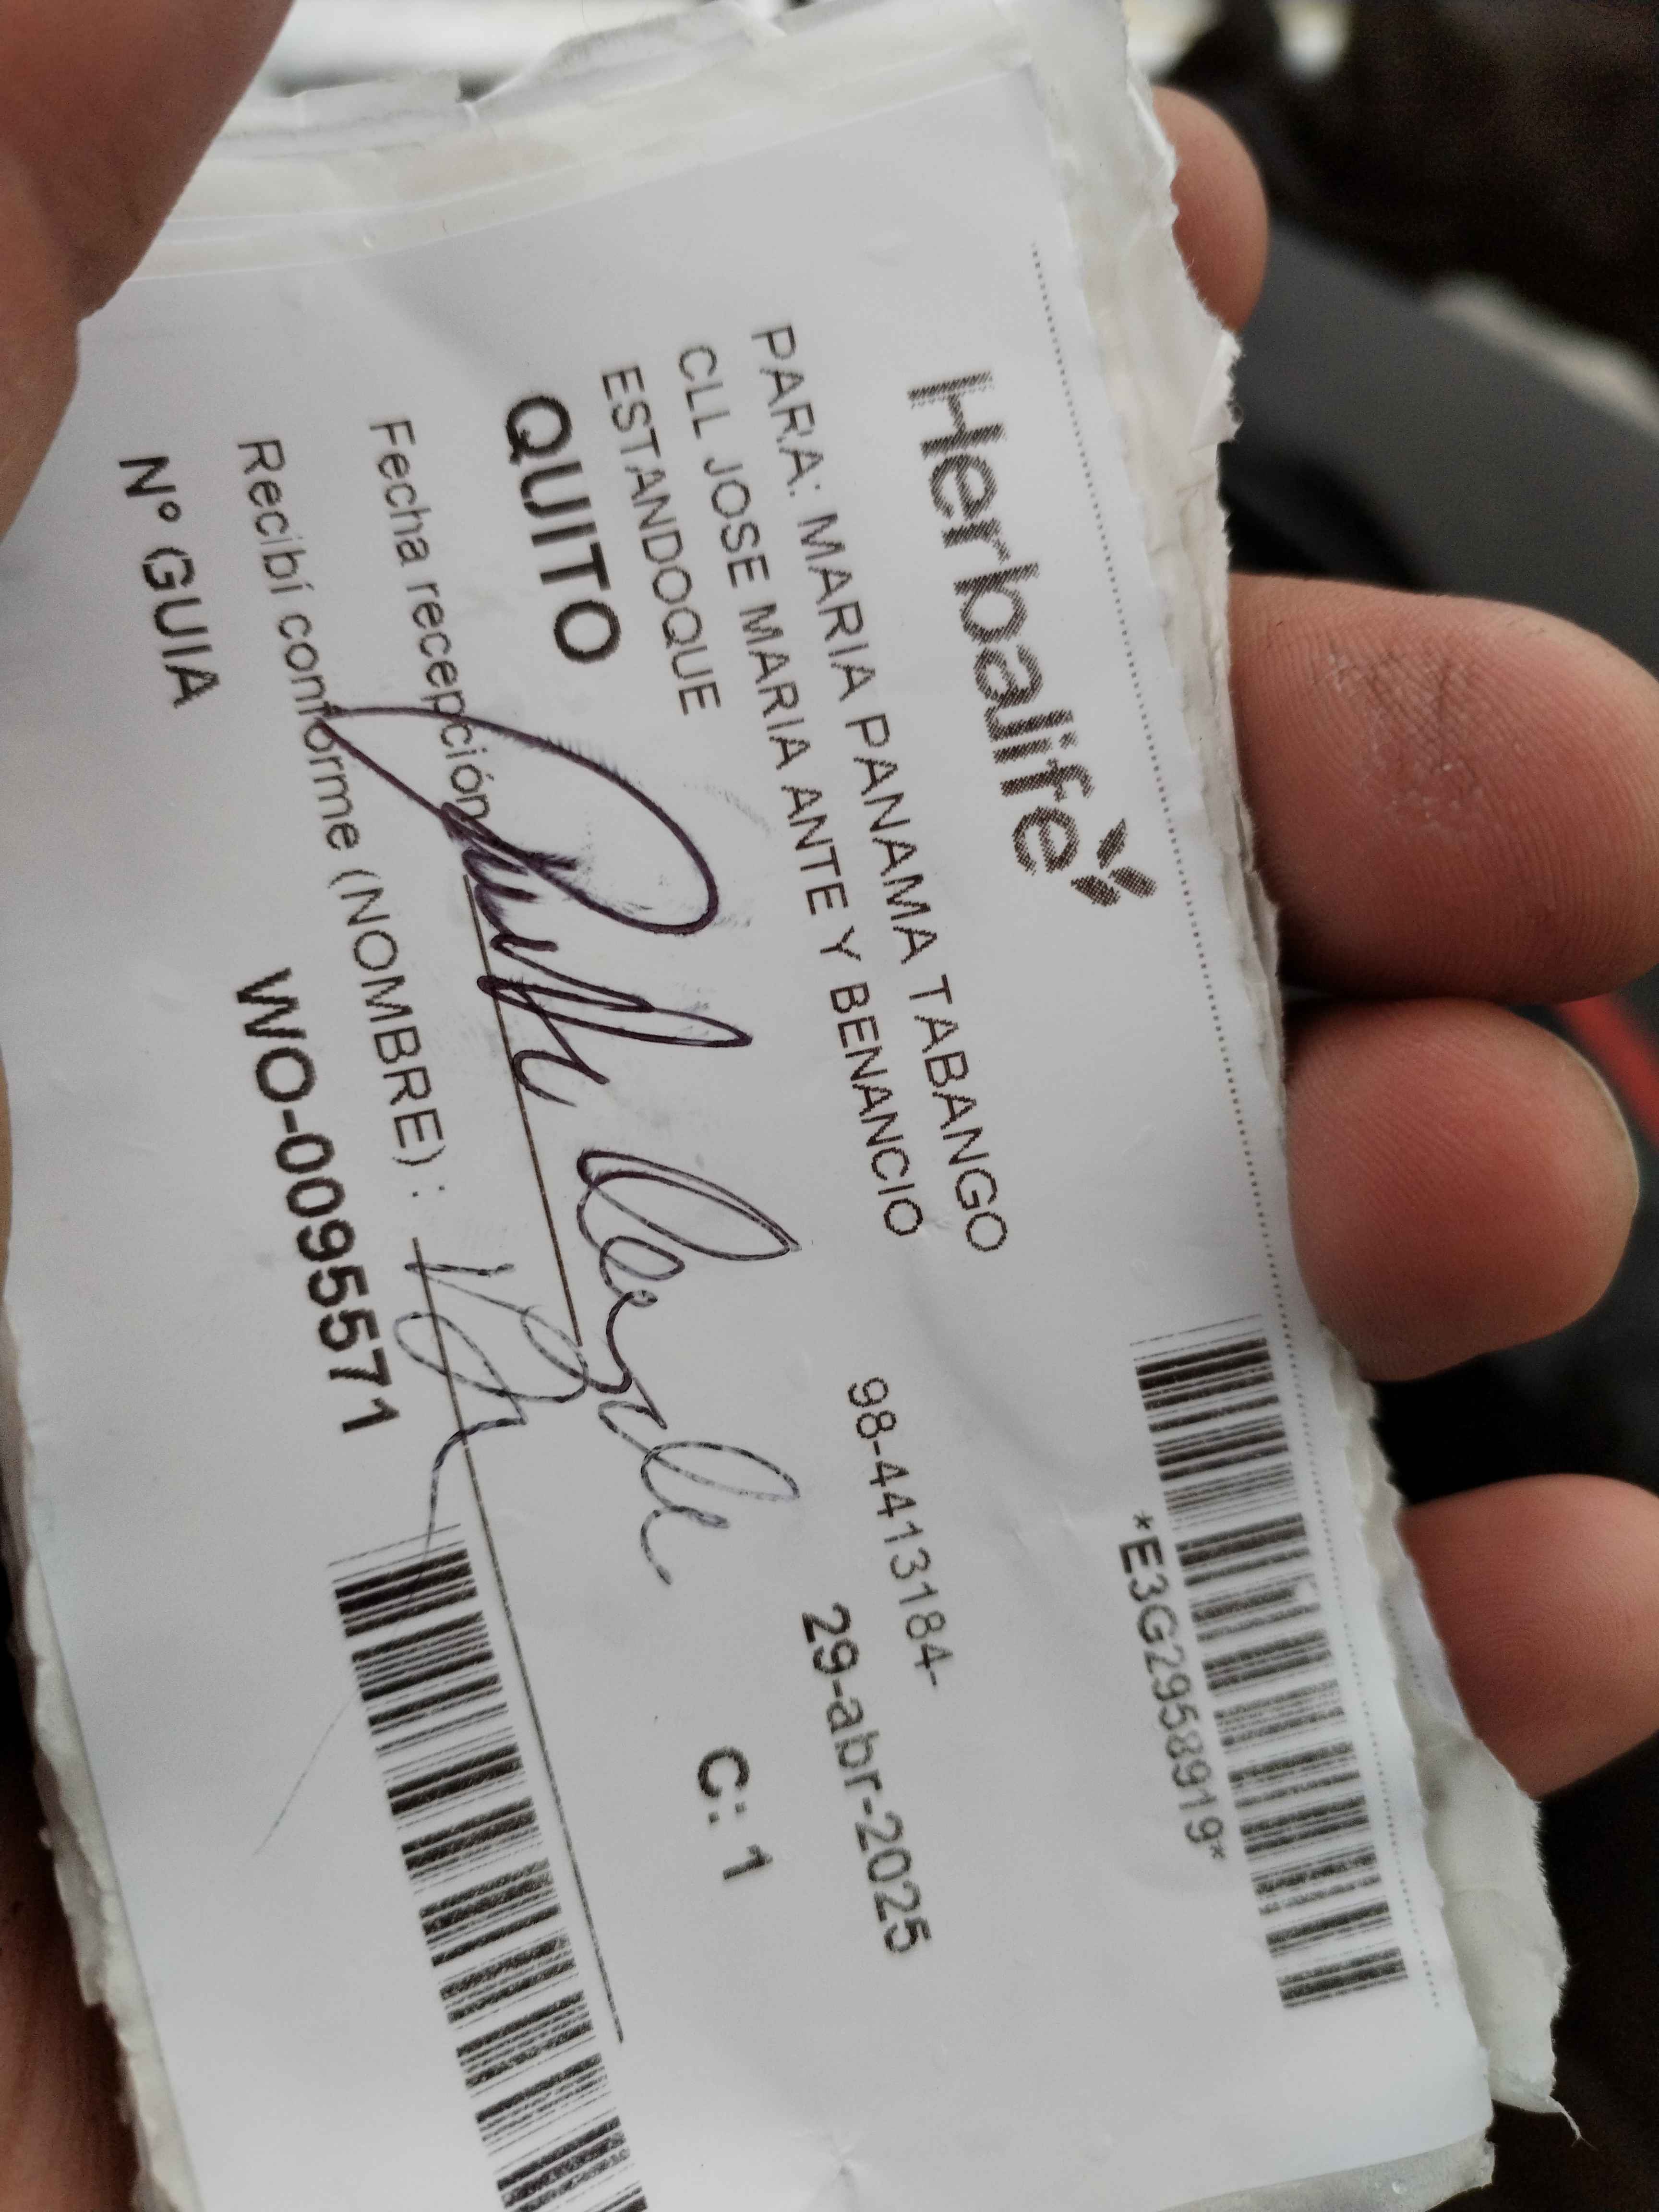 Herbalife
*E3G2958919*
PARA: MARIA PANAMA TABANGO
98-4413184-
CLL JOSE MARIA ANTE Y BENANCIO
ESTANDOQUE
29-abr-2025
QUITO
C: 1
Fecha recepción
Recibí conforme (NOMBRE) :
Nº GUIA
WO-0095571